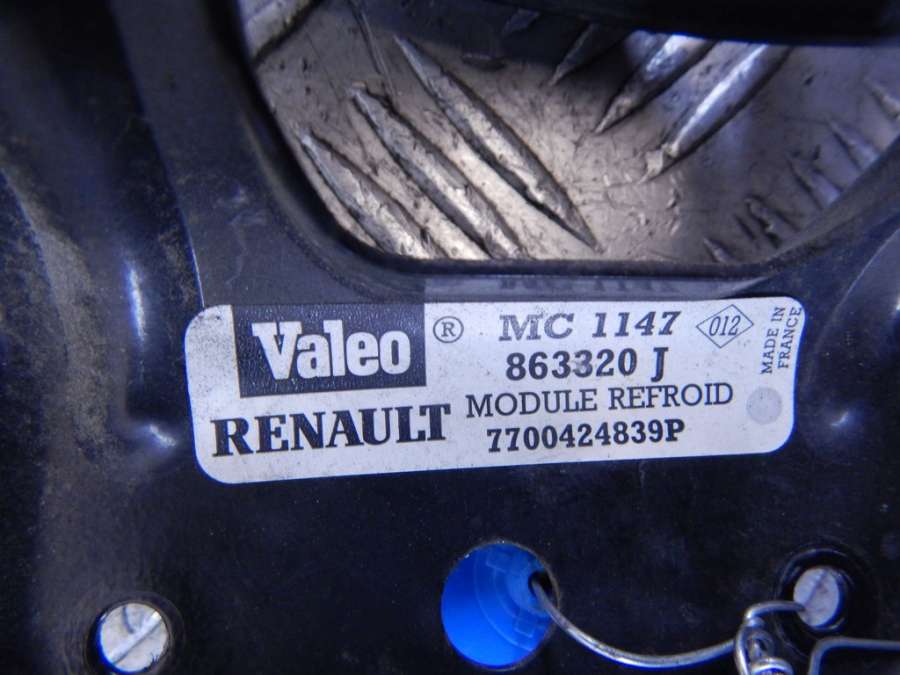 Valeo ® MC 1147 012
863320 J
RENAULT MODULE REFROID
7700424839P
MADE IN
FRANCE